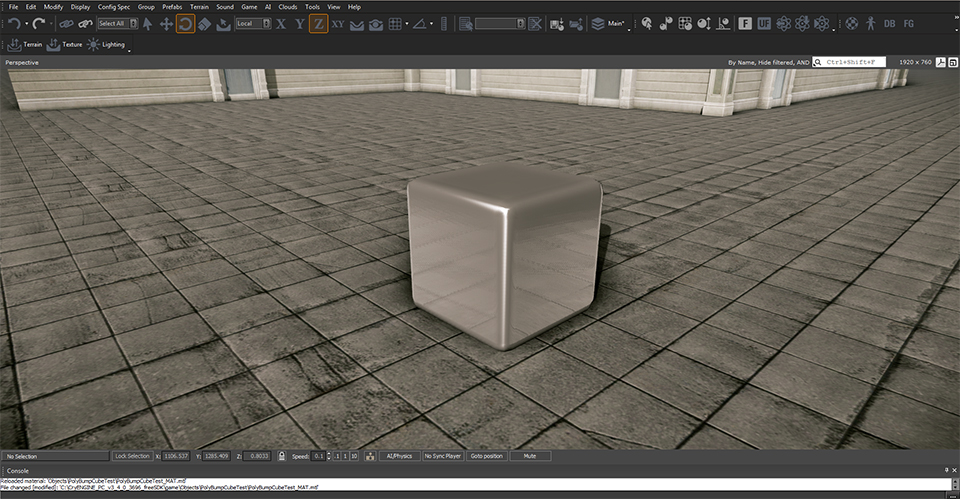 File Edit Modify Display Config Spec Group Prefabs Terrain Sound Game AI Clouds Tools View Help
Select All Local X Y Z XY Main* F UF DB FG
Terrain Texture Lighting
Perspective By Name, Hide filtered, AND Ctrl+Shift+F 1920 x 760
No Selection Lock Selection X: 1106.537 Y: 1285.409 Z: 0.8033 Speed: 0.1 .1 1 10 AI/Physics No Sync Player Goto position Mute
Console
Reloaded material: 'Objects\PolyBumpCubeTest\PolyBumpCubeTest_MAT.mtl'
File changed [modified]: 'C:\CryENGINE_PC_v3_4_0_3696_freeSDK\game\Objects\PolyBumpCubeTest\PolyBumpCubeTest_MAT.mtl'